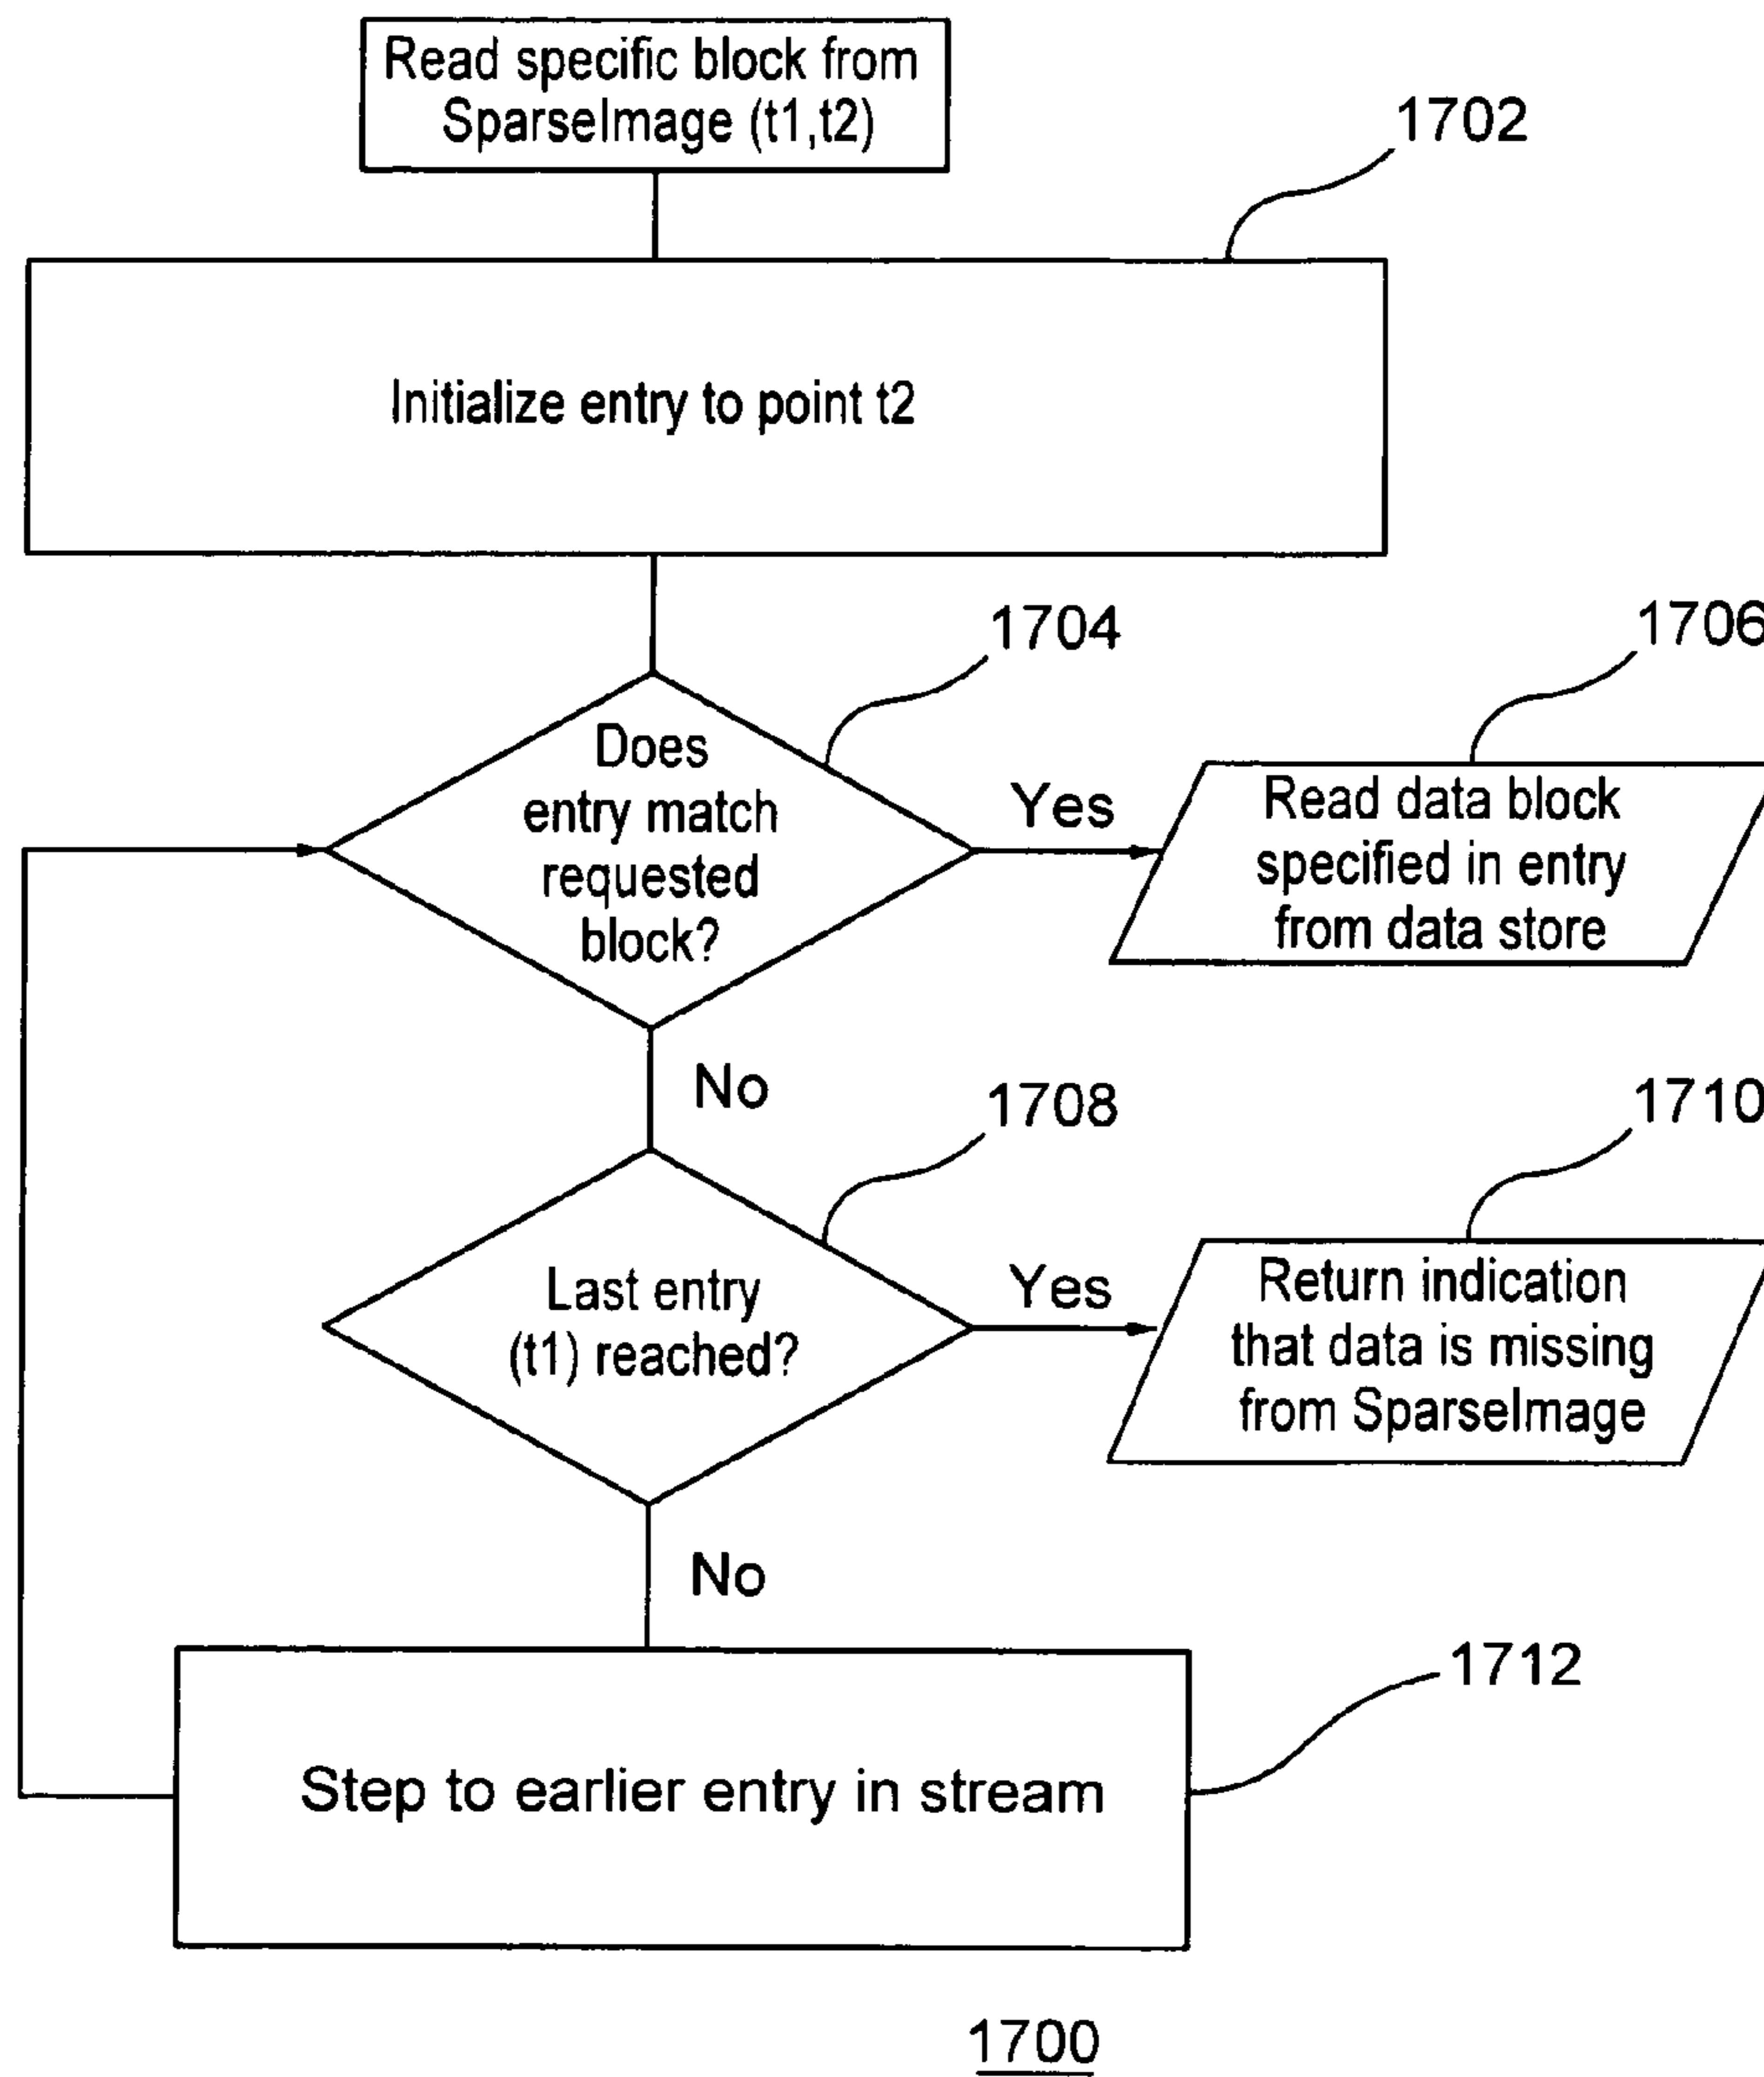 Read specific block from
SparseImage (t1,t2)
1702
Initialize entry to point t2
1704
1706
Does
entry match
requested
block?
Yes
Read data block
specified in entry
from data store
No
1708
1710
Last entry
(t1) reached?
Yes
Return indication
that data is missing
from SparseImage
No
1712
Step to earlier entry in stream
1700